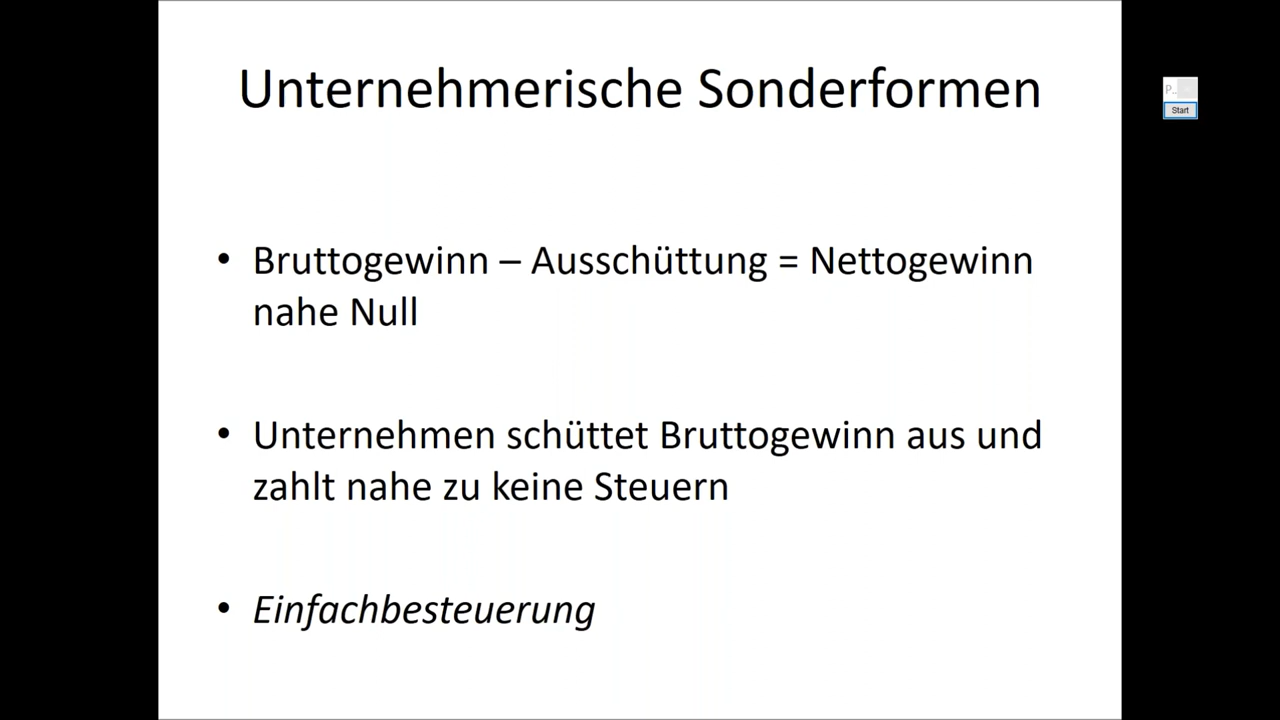 Unternehmerische Sonderformen
• Bruttogewinn – Ausschüttung = Nettogewinn
nahe Null
• Unternehmen schüttet Bruttogewinn aus und
zahlt nahe zu keine Steuern
• Einfachbesteuerung
P...
Start